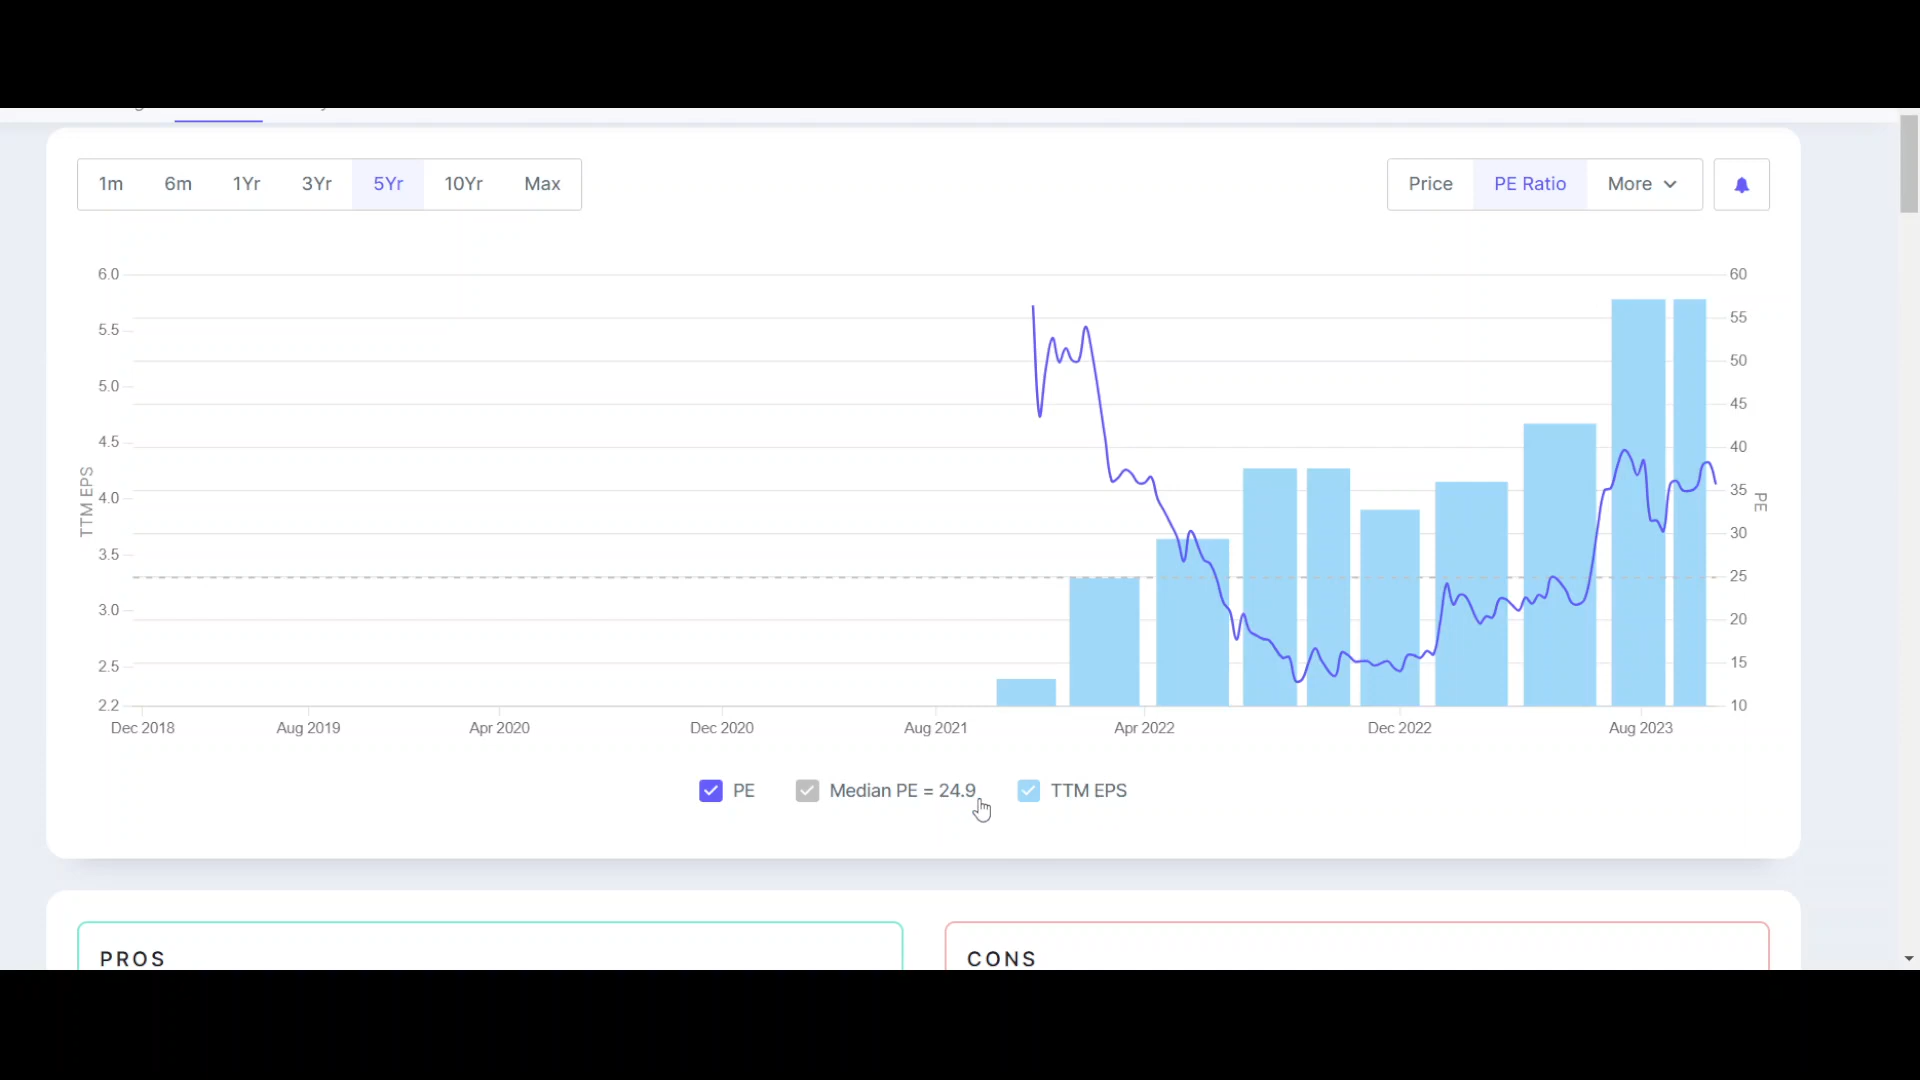 1m 6m 1Yr 3Yr 5Yr 10Yr Max
Price PE Ratio More
6.0
5.5
5.0
4.5
4.0
3.5
3.0
2.5
2.2
TTM EPS
60
55
50
45
40
35
30
25
20
15
10
PE
Dec 2018 Aug 2019 Apr 2020 Dec 2020 Aug 2021 Apr 2022 Dec 2022 Aug 2023
PE Median PE = 24.9 TTM EPS
PROS
CONS